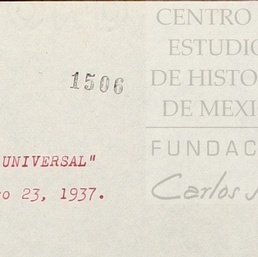 CENTRO
ESTUDIO
DE HISTO
DE MEXI
1506
FUNDAC
UNIVERSAL"
o 23, 1937.
Carlos